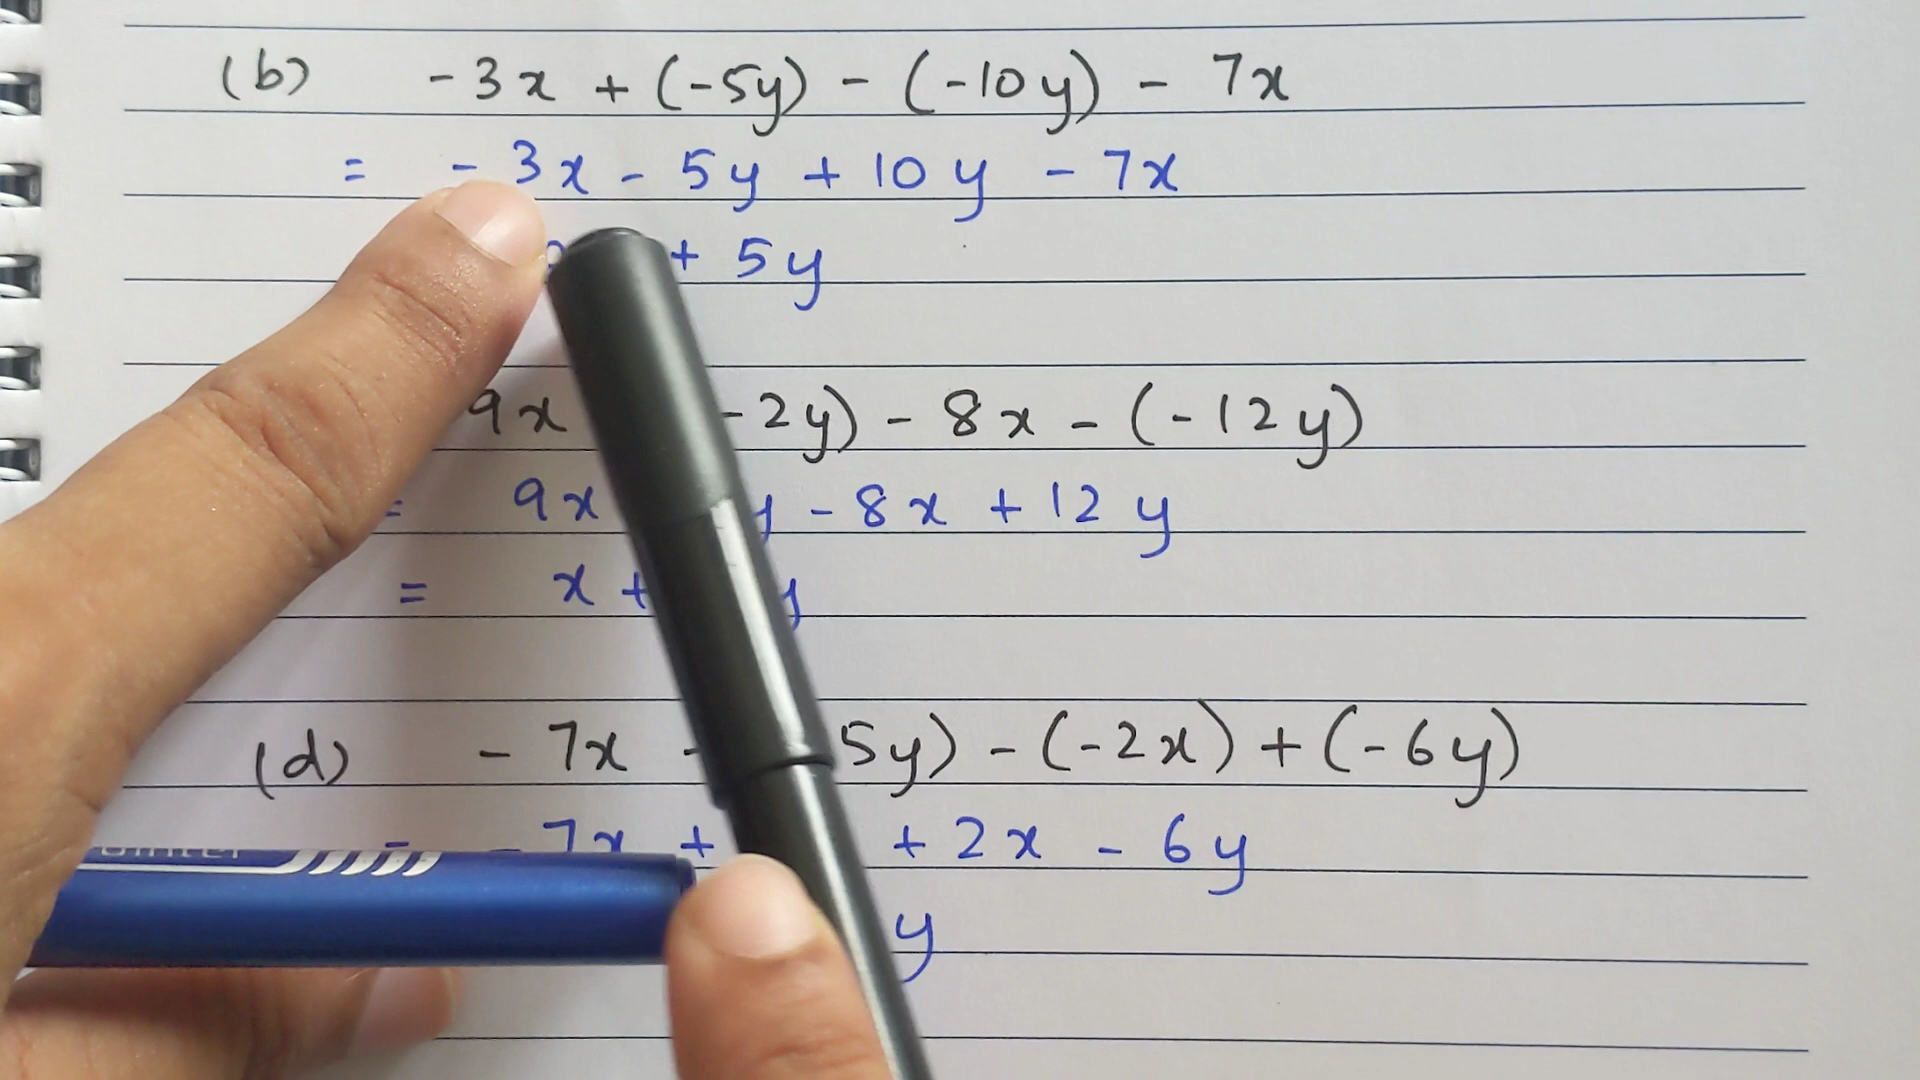 (b) -3x + (-5y) - (-10y) - 7x
= -3x - 5y + 10y - 7x
+ 5y
9x -2y) - 8x - (-12y)
= 9x y - 8x + 12y
= x + y
(d) -7x - 5y) - (-2x) + (-6y)
= -7x + + 2x - 6y
y